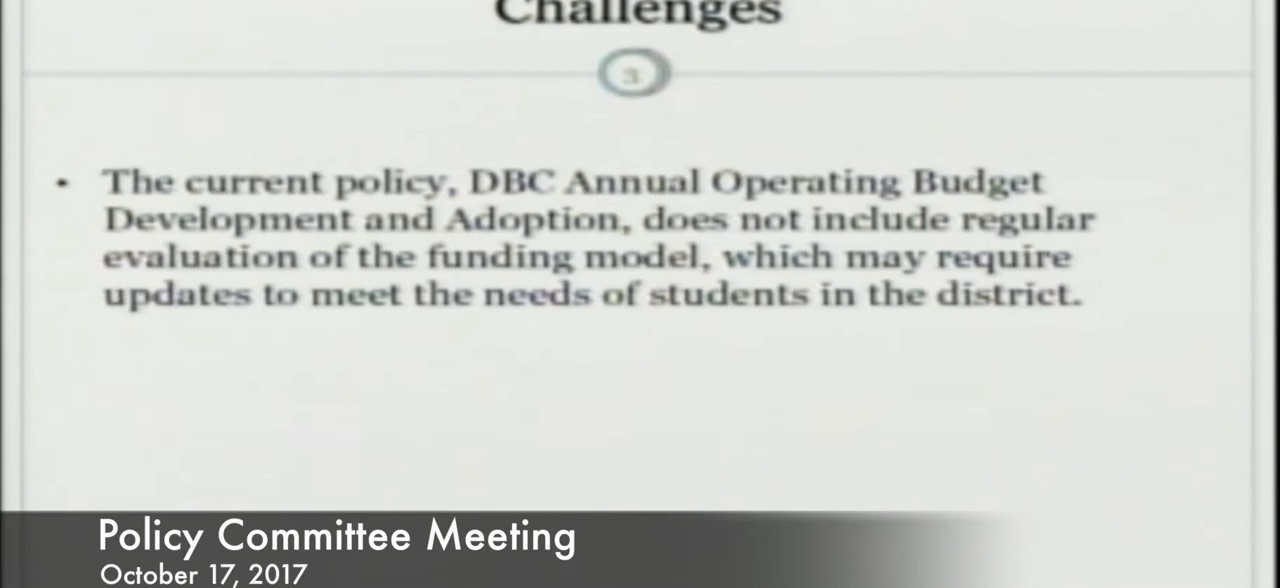 Challenges
3
• The current policy, DBC Annual Operating Budget
Development and Adoption, does not include regular
evaluation of the funding model, which may require
updates to meet the needs of students in the district.
Policy Committee Meeting
October 17, 2017